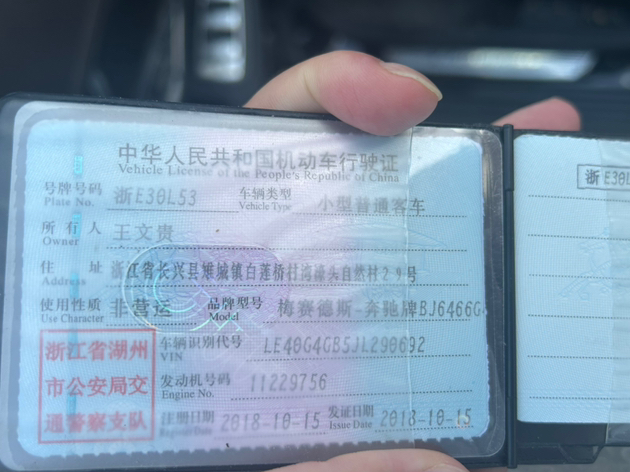 中华人民共和国机动车行驶证
Vehicle License of the People's Republic of China
号牌号码 浙E30L53 车辆类型 小型普通客车
Plate No. Vehicle Type
所有人 王文贵
Owner
住址 浙江省长兴县雉城镇白莲桥村 头自然村29号
Address
使用性质 非营运 品牌型号 梅赛德斯-奔驰牌BJ6466G
Use Character Model
浙江省湖州
市公安局交
通警察支队
车辆识别代号 LE40G4GB5JL290692
VIN
发动机号码 11229756
Engine No.
注册日期 2018-10-15 发证日期 2018-10-15
Register Date Issue Date
浙E30L